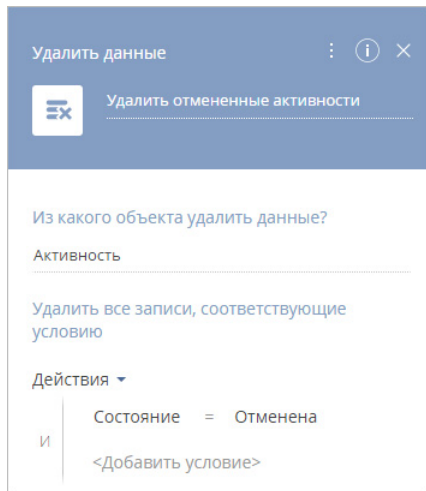 Удалить данные
Удалить отмененные активности
Из какого объекта удалить данные?
Активность
Удалить все записи, соответствующие
условию
Действия
Состояние = Отменена
И
<Добавить условие>